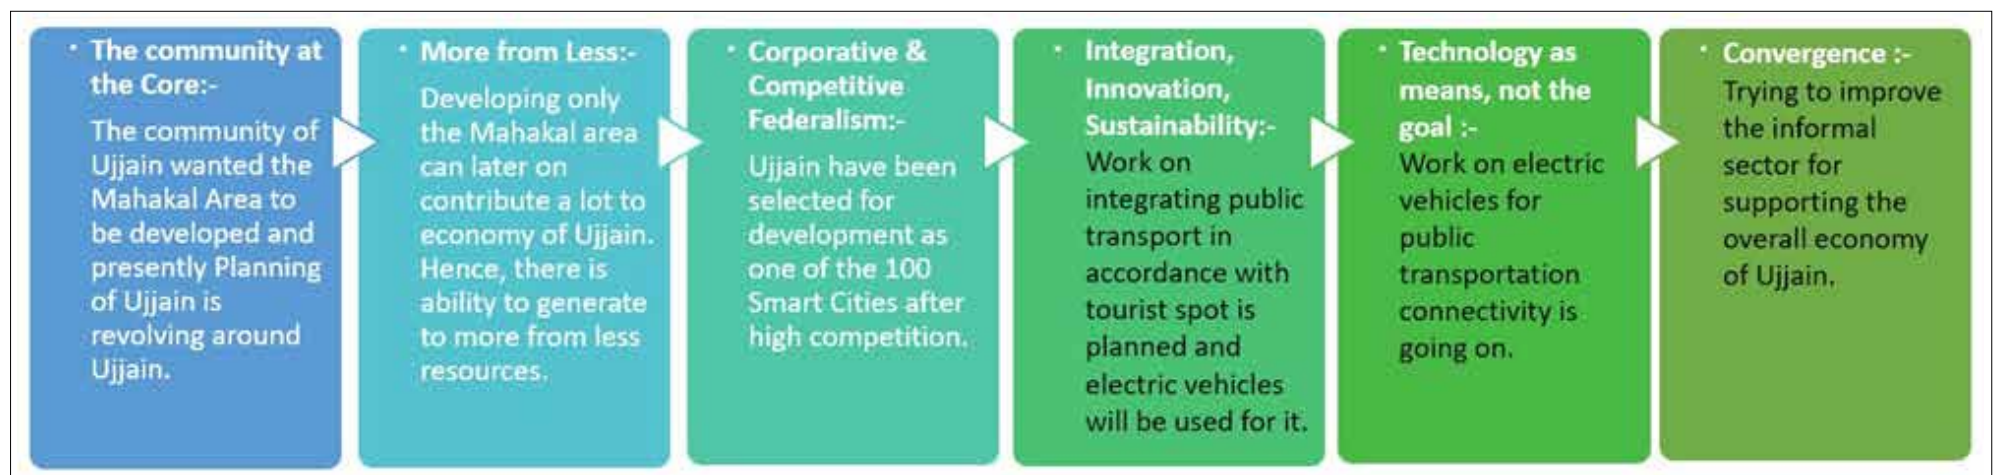 • The community at
the Core:-
The community of
Ujjain wanted the
Mahakal Area to
be developed and
presently Planning
of Ujjain is
revolving around
Ujjain.
• More from Less:-
Developing only
the Mahakal area
can later on
contribute a lot to
economy of Ujjain.
Hence, there is
ability to generate
to more from less
resources.
• Corporative &
Competitive
Federalism:-
Ujjain have been
selected for
development as
one of the 100
Smart Cities after
high competition.
• Integration,
Innovation,
Sustainability:-
Work on
integrating public
transport in
accordance with
tourist spot is
planned and
electric vehicles
will be used for it.
• Technology as
means, not the
goal :-
Work on electric
vehicles for
public
transportation
connectivity is
going on.
• Convergence :-
Trying to improve
the informal
sector for
supporting the
overall economy
of Ujjain.